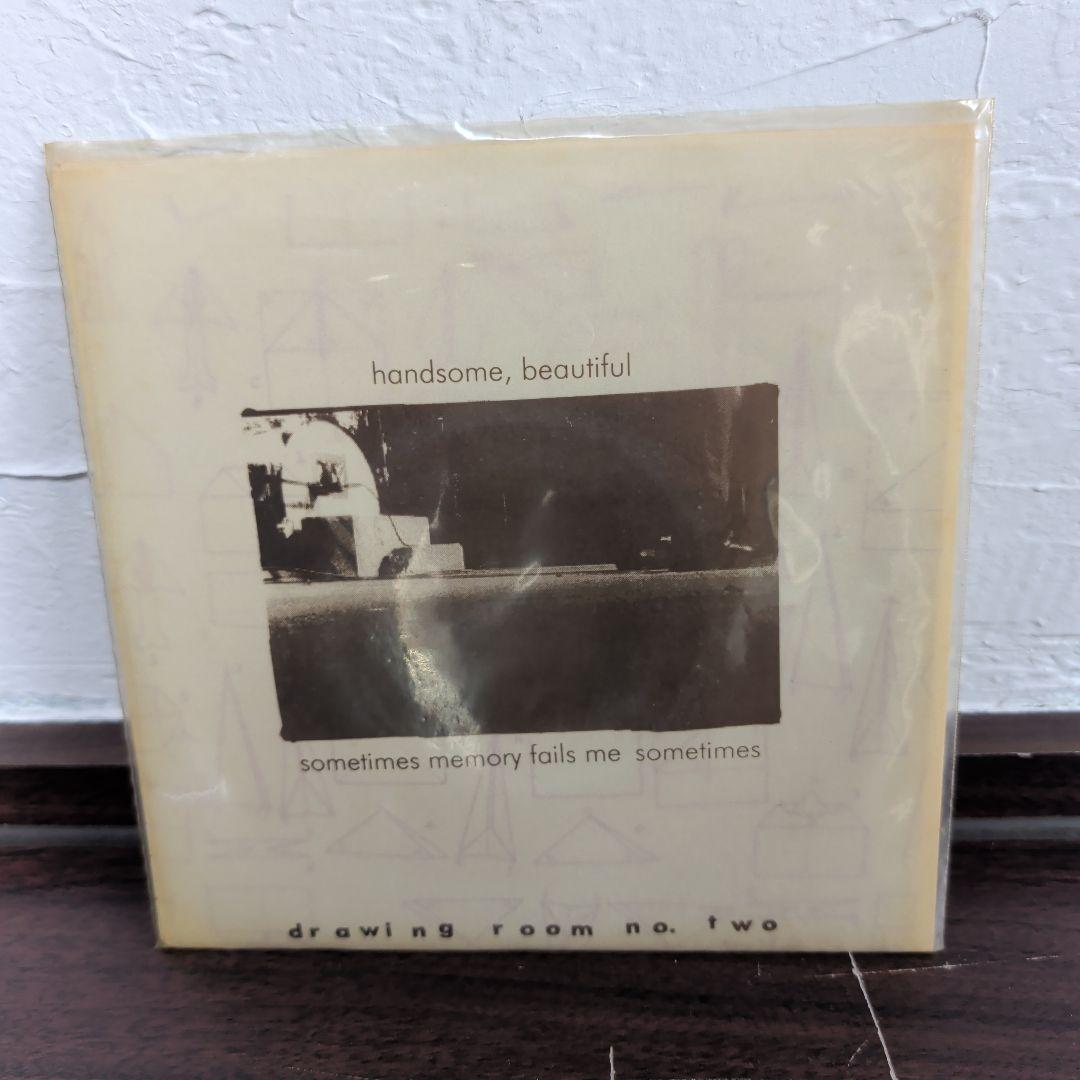 handsome, beautiful
sometimes memory fails me sometimes
drawing room no. two